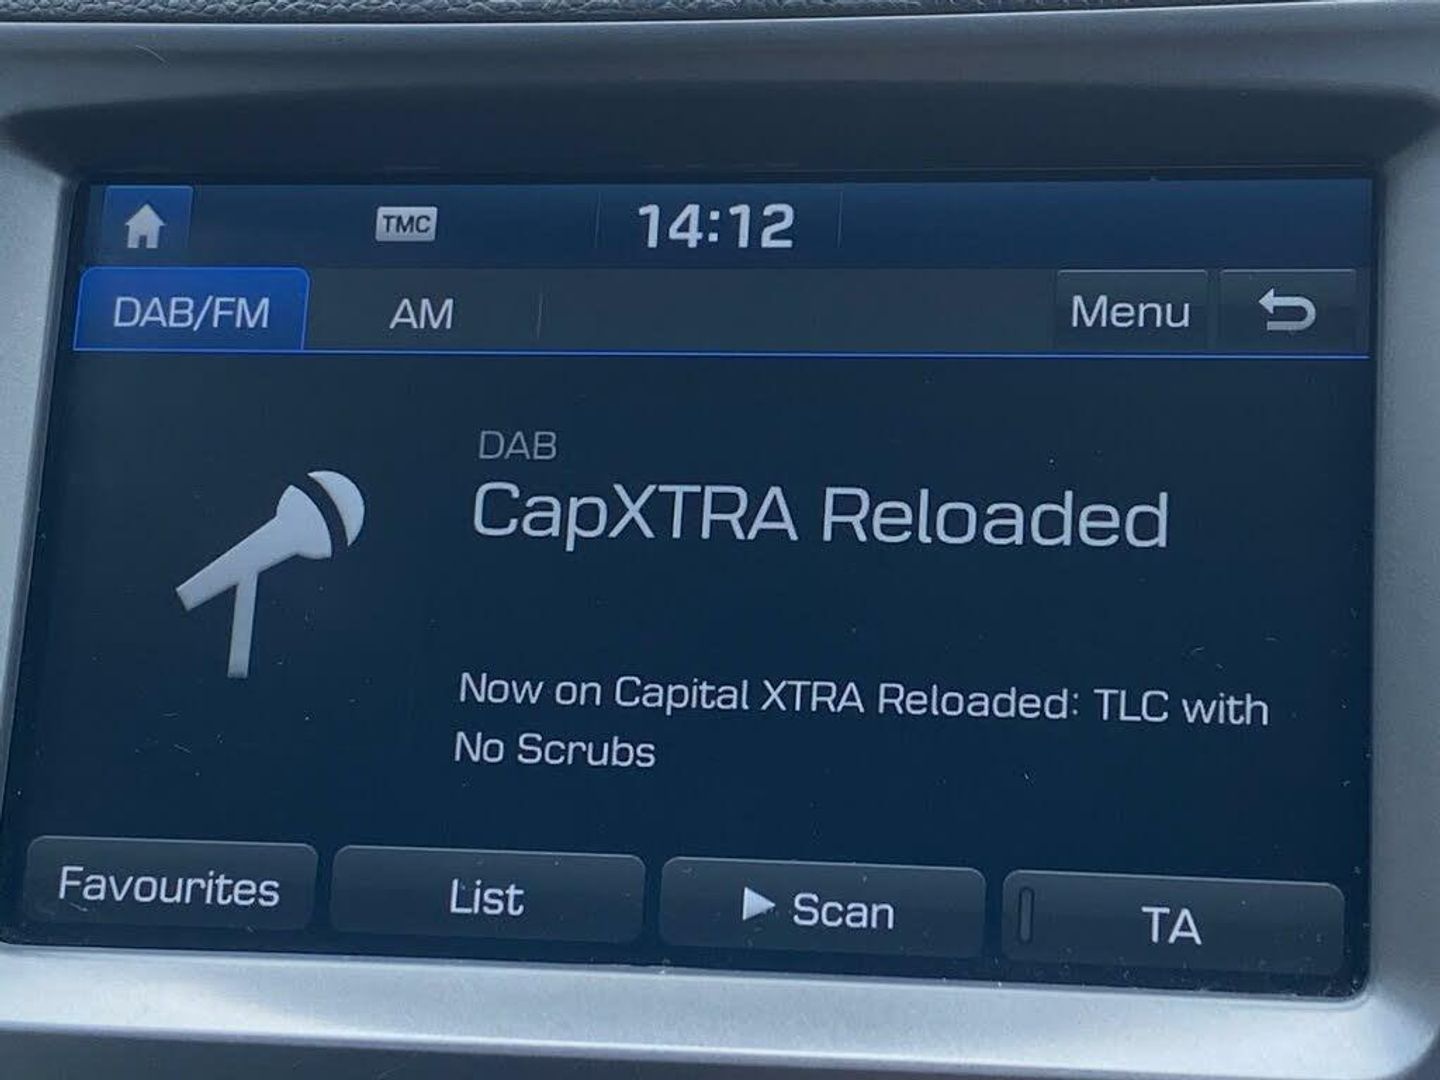 TMC
14:12
DAB/FM
AM
Menu
DAB
CapXTRA Reloaded
Now on Capital XTRA Reloaded: TLC with
No Scrubs
Favourites
List
Scan
TA